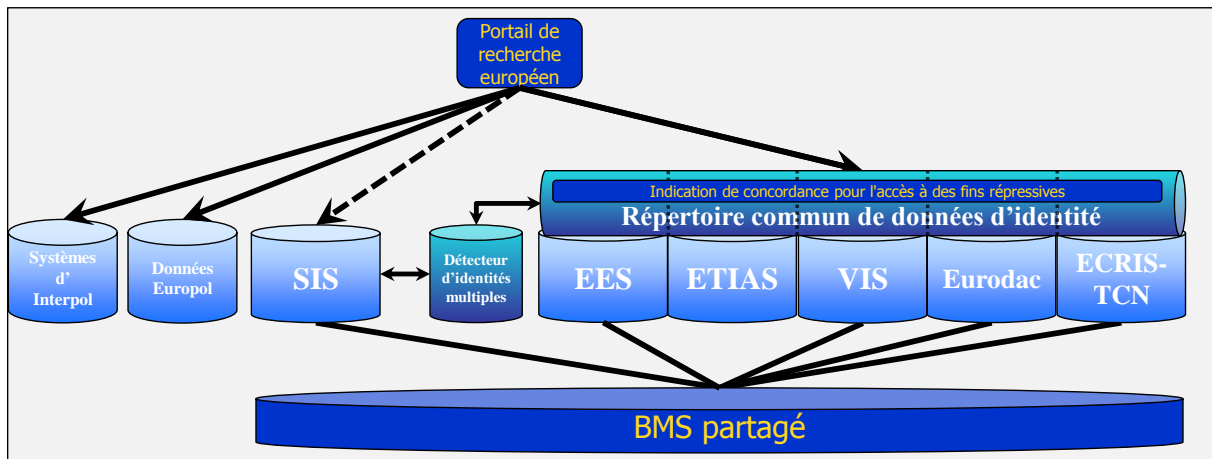 Portail de
recherche
européen
Indication de concordance pour l'accès à des fins répressives
Répertoire commun de données d’identité
Systèmes
d’
Interpol
Données
Europol
SIS
Détecteur
d’identités
multiples
EES
ETIAS
VIS
Eurodac
ECRIS-
TCN
BMS partagé